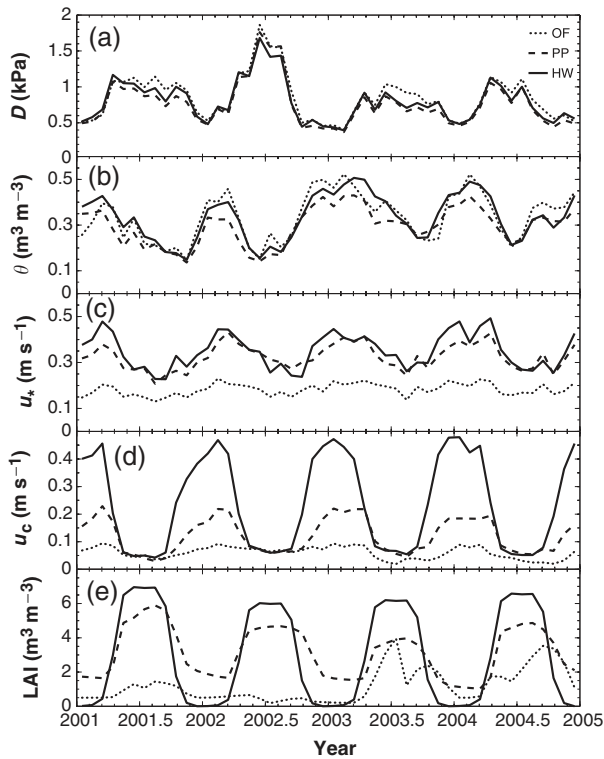 2
(a)
1.5
1
0.5
0
D (kPa)
OF
PP
HW
(b)
0.5
0.3
0.1
0
θ (m³ m⁻³)
(c)
0.5
0.3
0.1
0
u* (m s⁻¹)
(d)
0.4
0.3
0.2
0.1
0
uc (m s⁻¹)
(e)
6
4
2
0
LAI (m³ m⁻³)
2001 2001.5 2002 2002.5 2003 2003.5 2004 2004.5 2005
Year